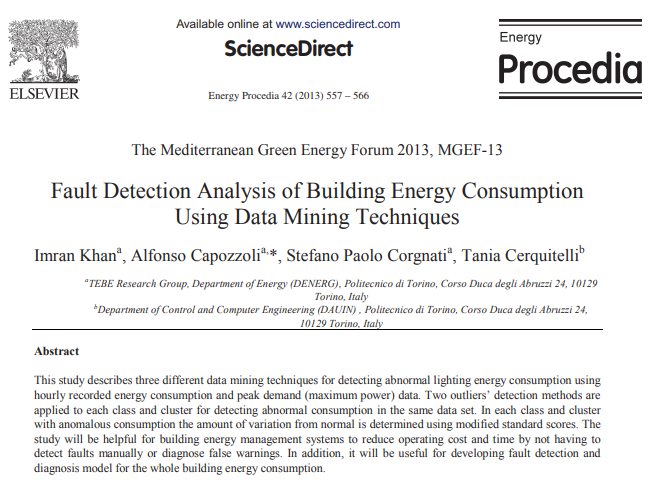 Available online at www.sciencedirect.com
ScienceDirect
Energy
Procedia
ELSEVIER
Energy Procedia 42 (2013) 557 – 566
The Mediterranean Green Energy Forum 2013, MGEF-13
Fault Detection Analysis of Building Energy Consumption
Using Data Mining Techniques
Imran Khanᵃ, Alfonso Capozzoliᵃ,*, Stefano Paolo Corgnatiᵃ, Tania Cerquitelliᵇ
ᵃTEBE Research Group, Department of Energy (DENERG), Politecnico di Torino, Corso Duca degli Abruzzi 24, 10129
Torino, Italy
ᵇDepartment of Control and Computer Engineering (DAUIN) , Politecnico di Torino, Corso Duca degli Abruzzi 24,
10129 Torino, Italy
Abstract
This study describes three different data mining techniques for detecting abnormal lighting energy consumption using
hourly recorded energy consumption and peak demand (maximum power) data. Two outliers’ detection methods are
applied to each class and cluster for detecting abnormal consumption in the same data set. In each class and cluster
with anomalous consumption the amount of variation from normal is determined using modified standard scores. The
study will be helpful for building energy management systems to reduce operating cost and time by not having to
detect faults manually or diagnose false warnings. In addition, it will be useful for developing fault detection and
diagnosis model for the whole building energy consumption.